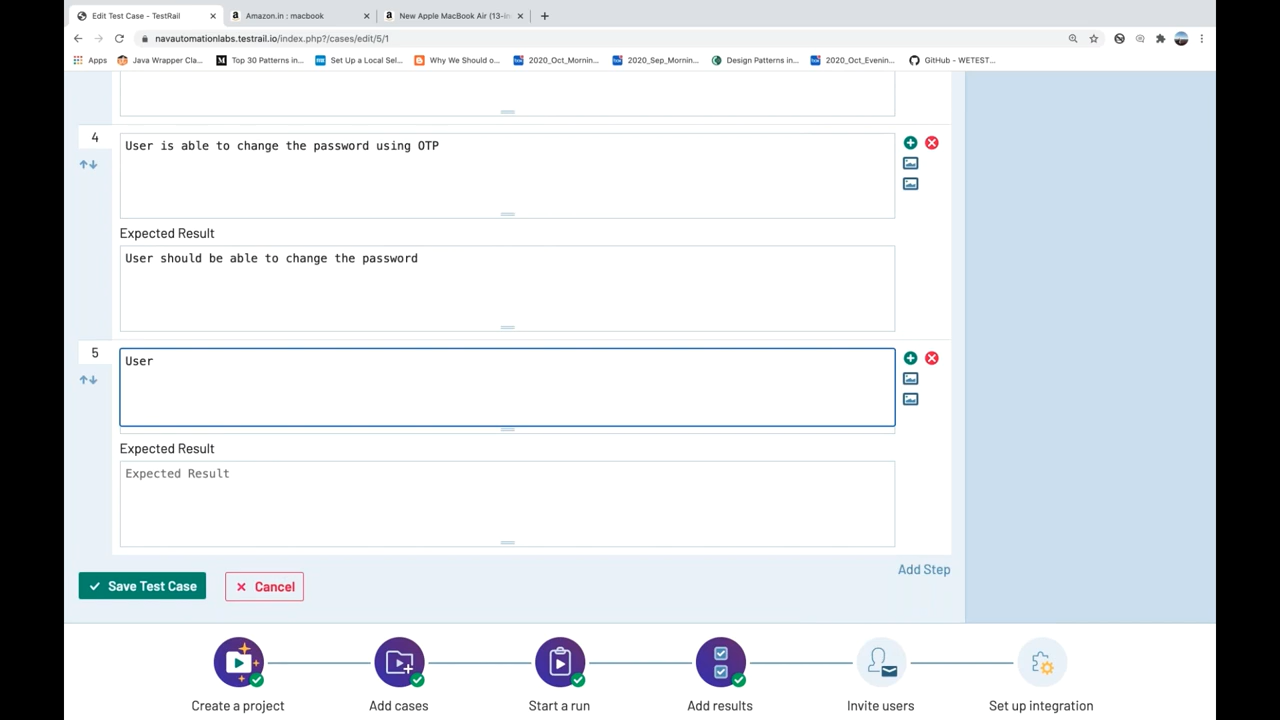 Edit Test Case - TestRail
Amazon.in : macbook
New Apple MacBook Air (13-in
navautomationlabs.testrail.io/index.php?/cases/edit/5/1
Apps
Java Wrapper Cla...
Top 30 Patterns in...
Set Up a Local Sel...
Why We Should o...
2020_Oct_Mornin...
2020_Sep_Mornin...
Design Patterns in...
2020_Oct_Evenin...
GitHub - WETEST...
4
User is able to change the password using OTP
Expected Result
User should be able to change the password
5
User
Expected Result
Expected Result
Add Step
Save Test Case
Cancel
Create a project
Add cases
Start a run
Add results
Invite users
Set up integration